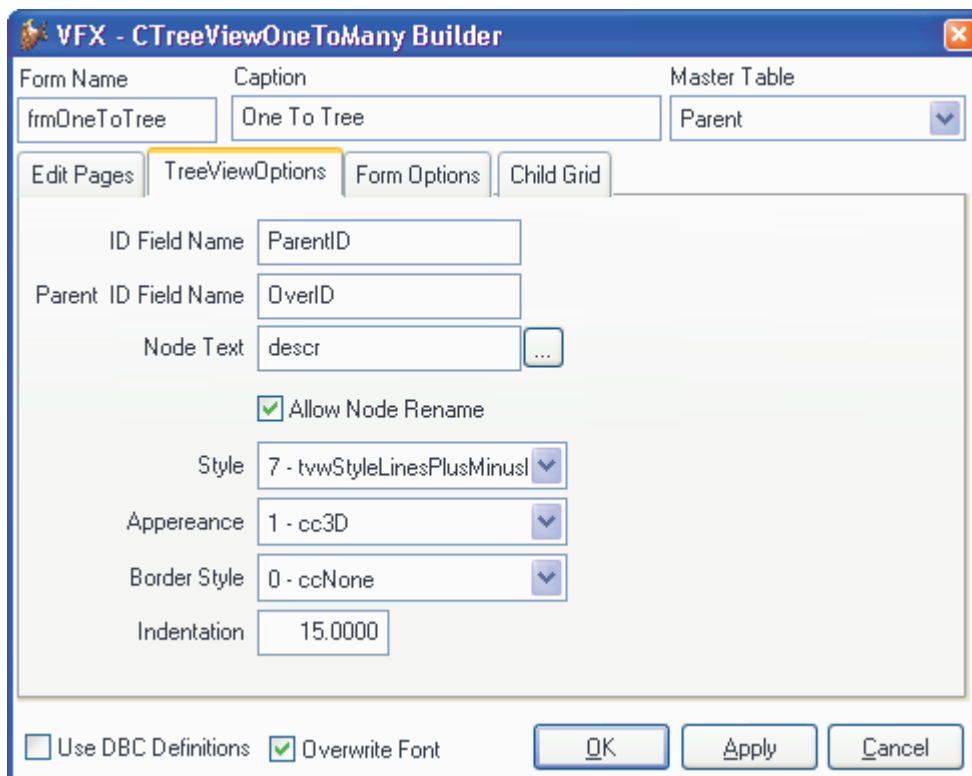 VFX - CTreeViewOneToMany Builder
Form Name Caption Master Table
frmOneToTree One To Tree Parent
Edit Pages TreeViewOptions Form Options Child Grid
ID Field Name ParentID
Parent ID Field Name OverID
Node Text descr ...
Allow Node Rename
Style 7 - tvwStyleLinesPlusMinusI
Appereance 1 - cc3D
Border Style 0 - ccNone
Indentation 15.0000
Use DBC Definitions Overwrite Font OK Apply Cancel